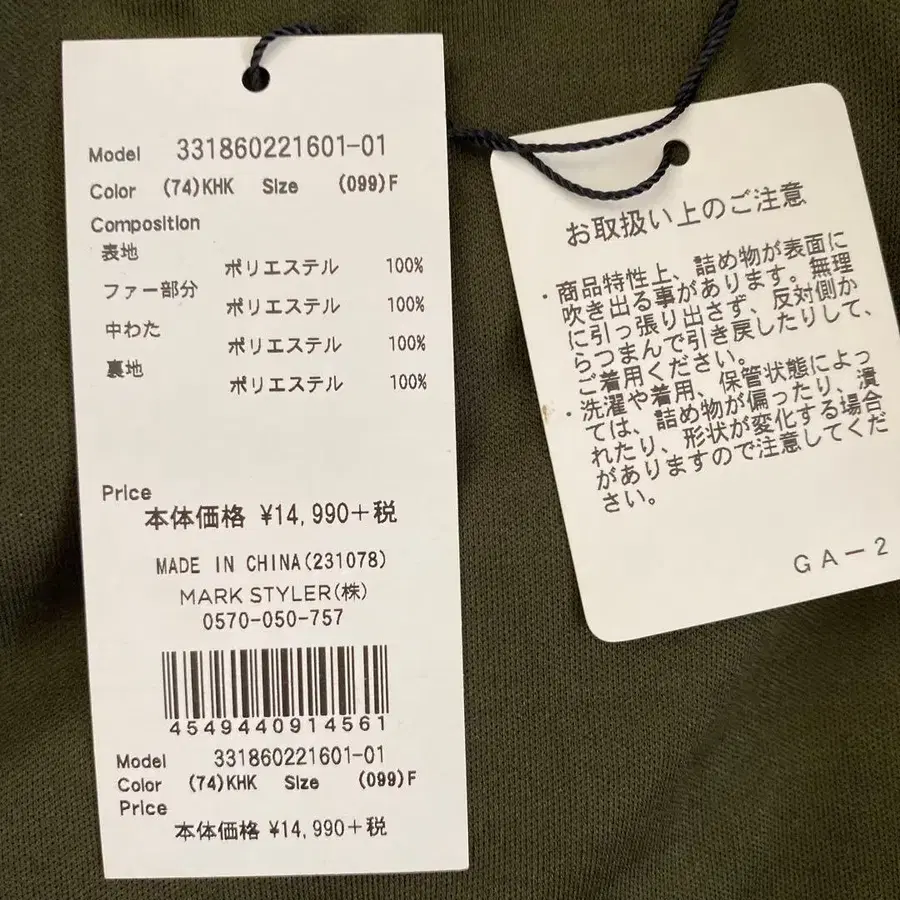 Model 331860221601-01
Color (74)KHK Size (099)F
Composition
表地
ポリエステル 100%
ファー部分
ポリエステル 100%
中わた
ポリエステル 100%
裏地
ポリエステル 100%
Price
本体価格 ¥14,990+税
MADE IN CHINA(231078)
MARK STYLER(株)
0570-050-757
4549440914561
Model 331860221601-01
Color (74)KHK Size (099)F
Price
本体価格 ¥14,990+税
お取扱い上のご注意
・商品特性上、詰め物が表面に
吹き出る事があります。無理
に引っ張り出さず、反対側か
らつまんで引き戻したりして、
ご着用ください。
・洗濯や着用、保管状態によっ
ては、詰め物が偏ったり、潰
れたり、形状が変化する場合
がありますので注意してくだ
さい。
GA-2